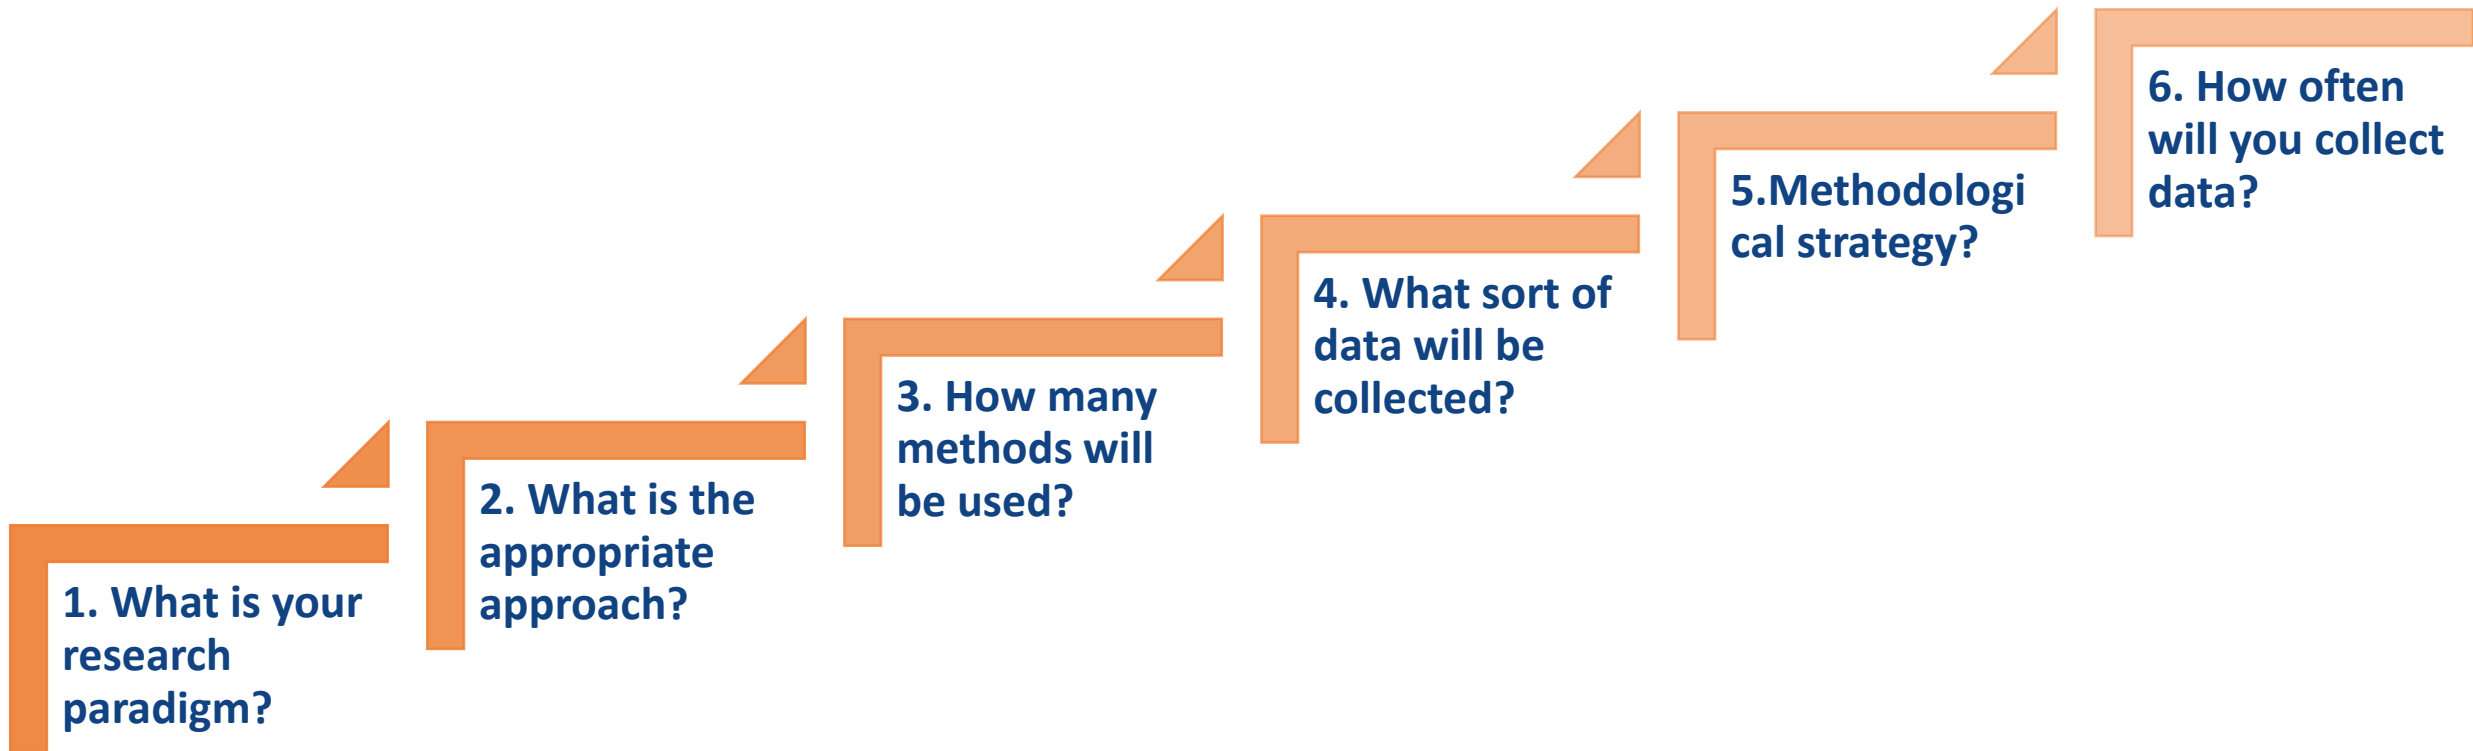 1. What is your
research
paradigm?
2. What is the
appropriate
approach?
3. How many
methods will
be used?
4. What sort of
data will be
collected?
5.Methodologi
cal strategy?
6. How often
will you collect
data?